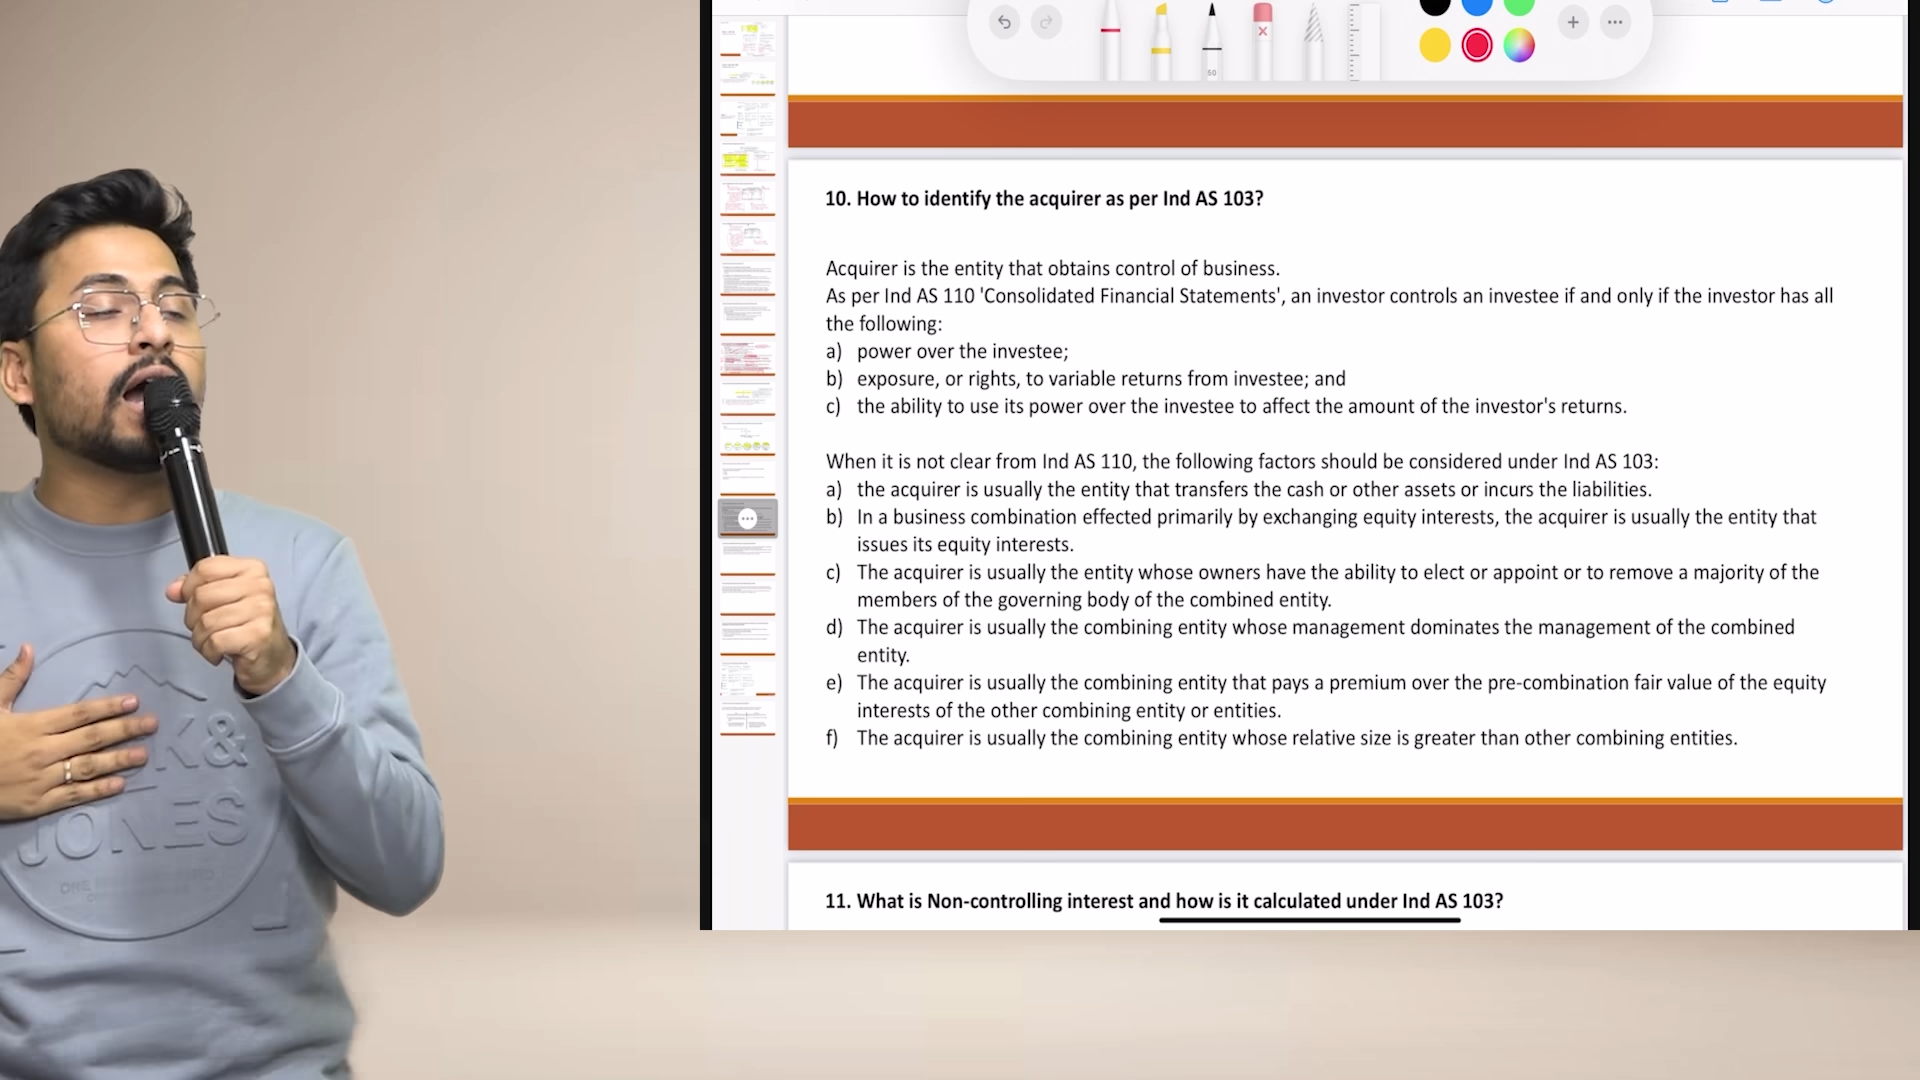 50
10. How to identify the acquirer as per Ind AS 103?
Acquirer is the entity that obtains control of business.
As per Ind AS 110 'Consolidated Financial Statements', an investor controls an investee if and only if the investor has all
the following:
a) power over the investee;
b) exposure, or rights, to variable returns from investee; and
c) the ability to use its power over the investee to affect the amount of the investor's returns.
When it is not clear from Ind AS 110, the following factors should be considered under Ind AS 103:
a) the acquirer is usually the entity that transfers the cash or other assets or incurs the liabilities.
b) In a business combination effected primarily by exchanging equity interests, the acquirer is usually the entity that
issues its equity interests.
c) The acquirer is usually the entity whose owners have the ability to elect or appoint or to remove a majority of the
members of the governing body of the combined entity.
d) The acquirer is usually the combining entity whose management dominates the management of the combined
entity.
e) The acquirer is usually the combining entity that pays a premium over the pre-combination fair value of the equity
interests of the other combining entity or entities.
f) The acquirer is usually the combining entity whose relative size is greater than other combining entities.
11. What is Non-controlling interest and how is it calculated under Ind AS 103?
&
JONES